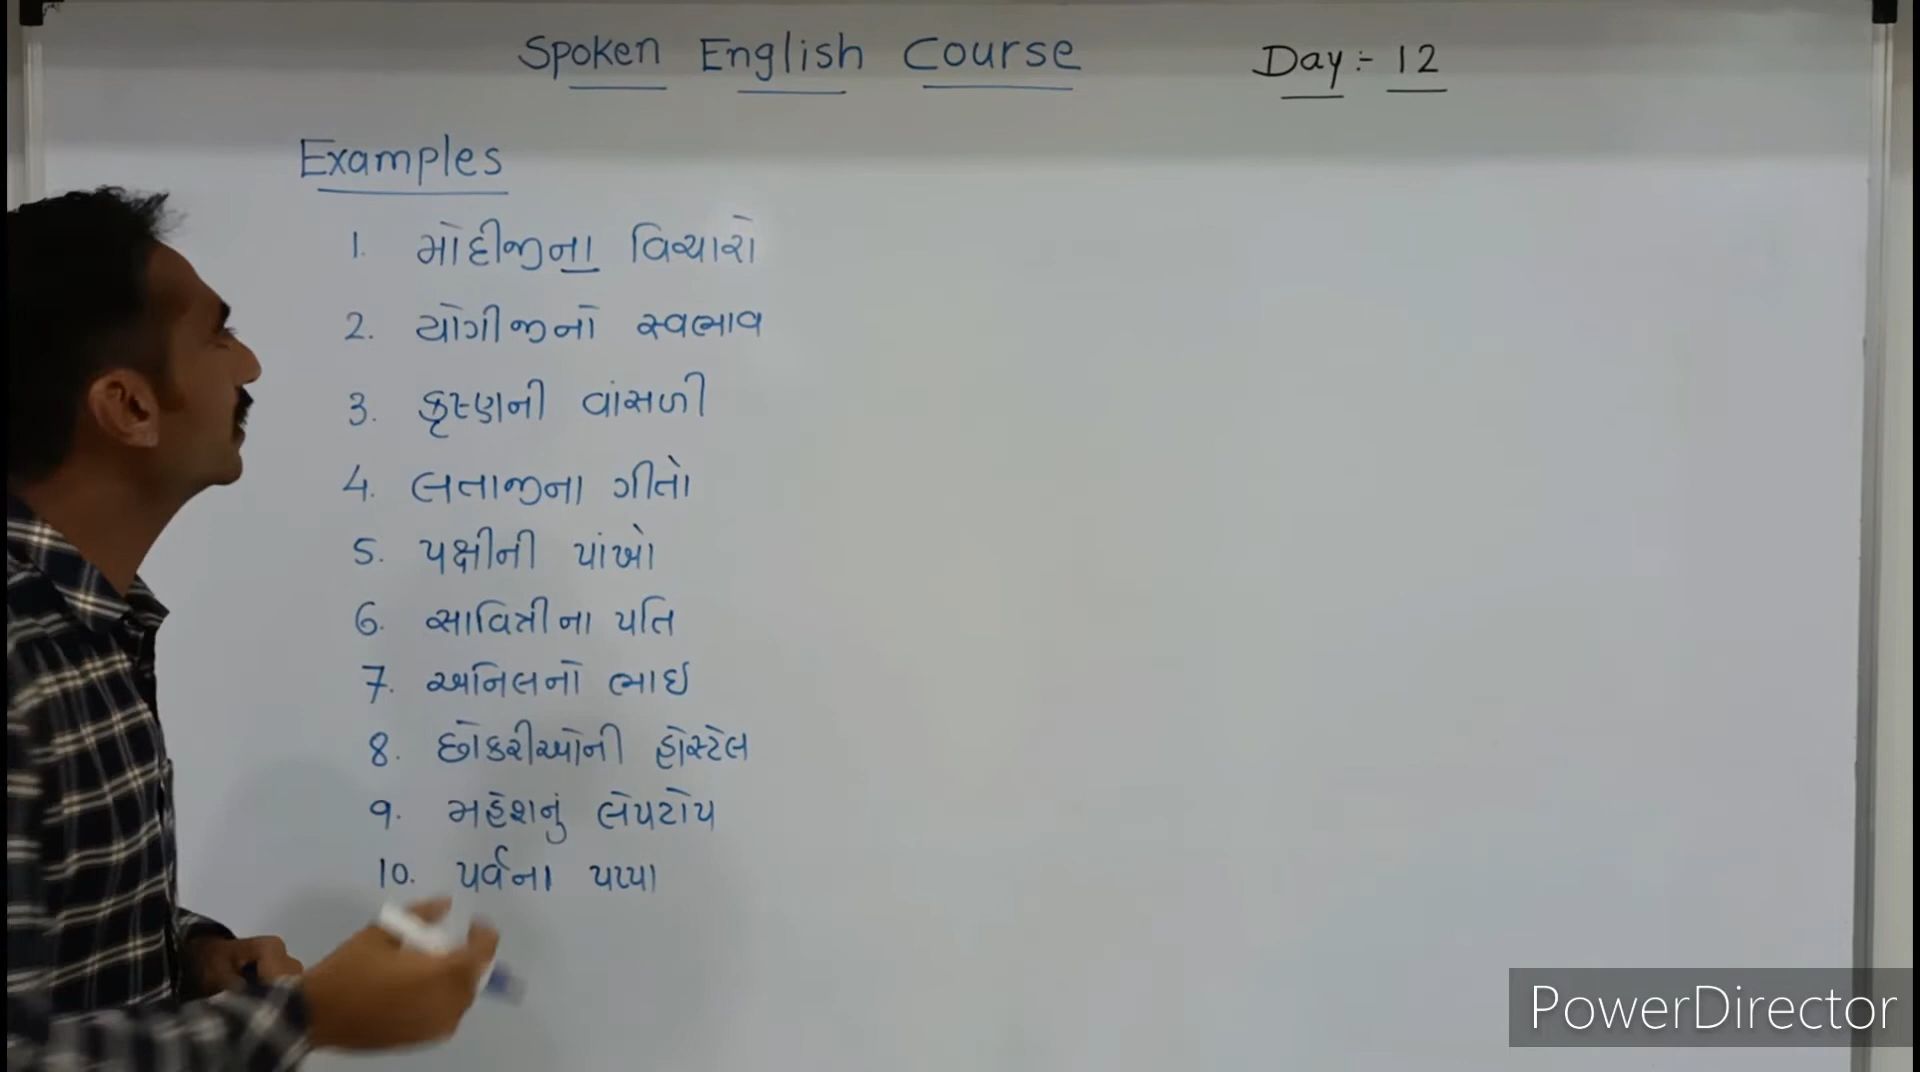 Spoken English Course Day :- 12
Examples
1. મોદીજીના વિચારો
2. યોગીજીનો સ્વભાવ
3. કૃષ્ણની વાંસળી
4. લતાજીના ગીતો
5. પક્ષીની પાંખો
6. સાવિત્રીના પતિ
7. અનિલનો ભાઇ
8. છોકરીઓની હોસ્ટેલ
9. મહેશનું લેપટોપ
10. પર્વના પપ્પા
PowerDirector